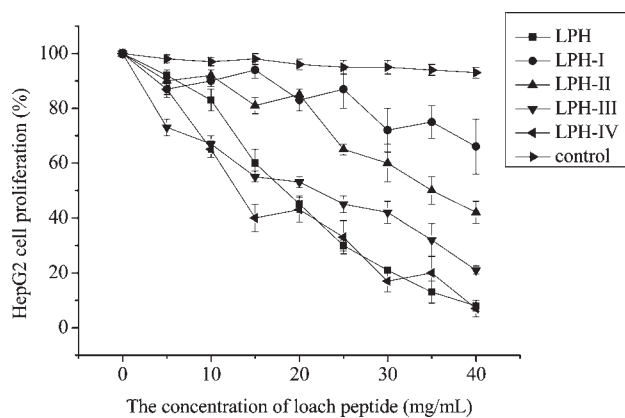 HepG2 cell proliferation (%)
100
80
60
40
20
0
0
10
20
30
40
The concentration of loach peptide (mg/mL)
LPH
LPH-I
LPH-II
LPH-III
LPH-IV
control